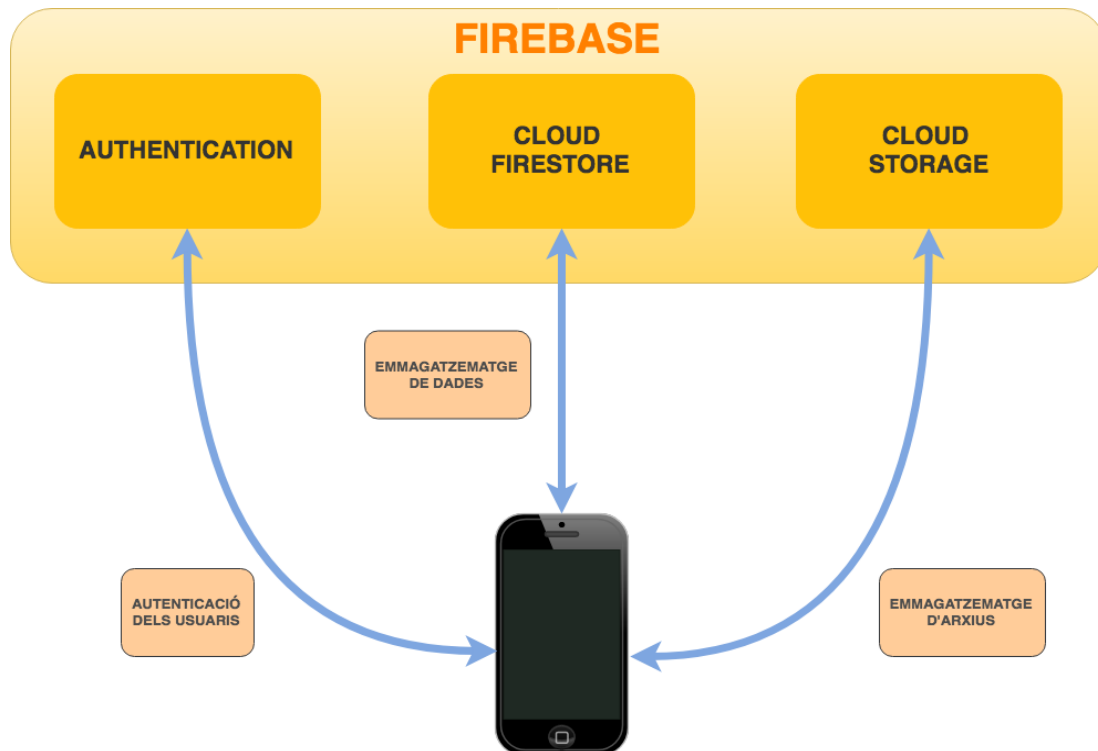 FIREBASE
AUTHENTICATION
CLOUD
FIRESTORE
CLOUD
STORAGE
EMMAGATZEMATGE
DE DADES
AUTENTICACIÓ
DELS USUARIS
EMMAGATZEMATGE
D'ARXIUS